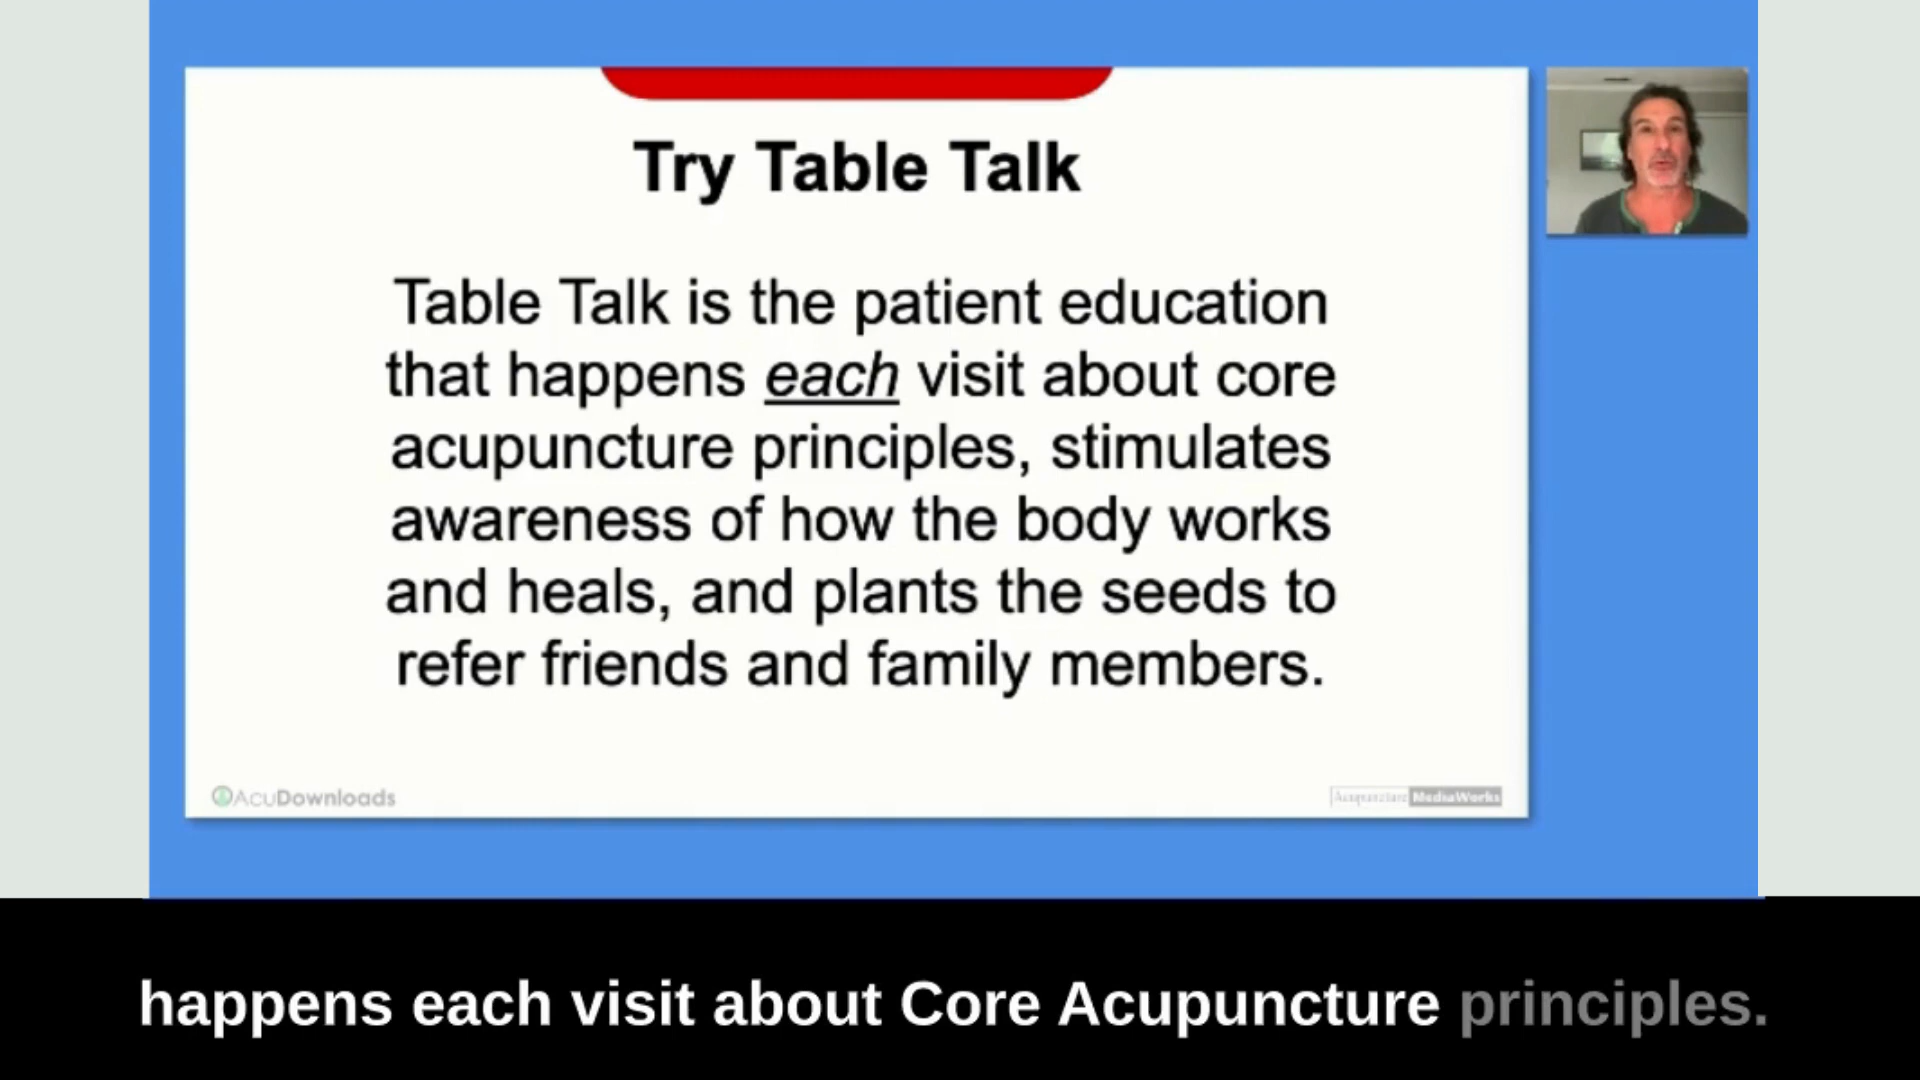 Try Table Talk
Table Talk is the patient education
that happens each visit about core
acupuncture principles, stimulates
awareness of how the body works
and heals, and plants the seeds to
refer friends and family members.
AcuDownloads
Acupuncture MediaWorks
happens each visit about Core Acupuncture principles.